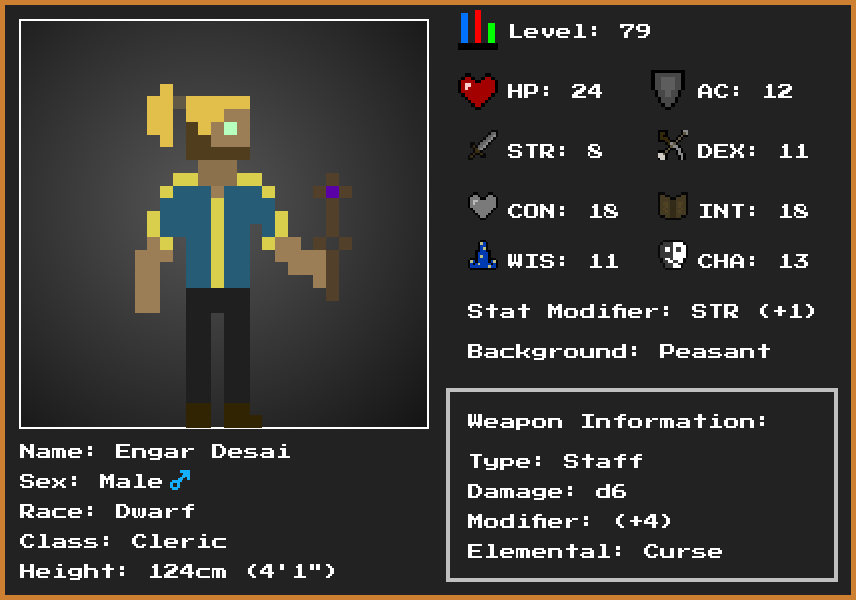 Level: 79
HP: 24
AC: 12
STR: 8
DEX: 11
CON: 18
INT: 18
WIS: 11
CHA: 13
Stat Modifier: STR (+1)
Background: Peasant
Weapon Information:
Type: Staff
Damage: d6
Modifier: (+4)
Elemental: Curse
Name: Engar Desai
Sex: Male ♂
Race: Dwarf
Class: Cleric
Height: 124cm (4'1")